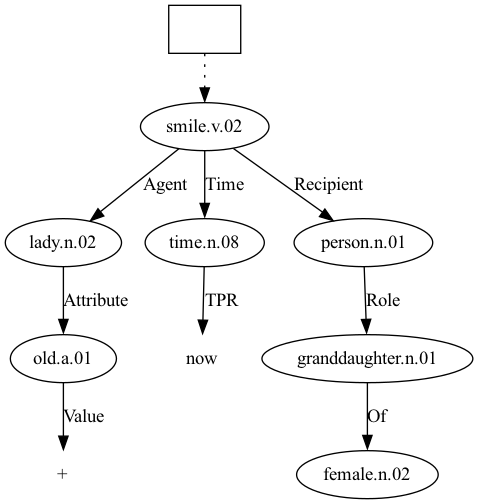 smile.v.02
Agent Time Recipient
lady.n.02 time.n.08 person.n.01
Attribute TPR Role
old.a.01 now granddaughter.n.01
Value Of
+ female.n.02